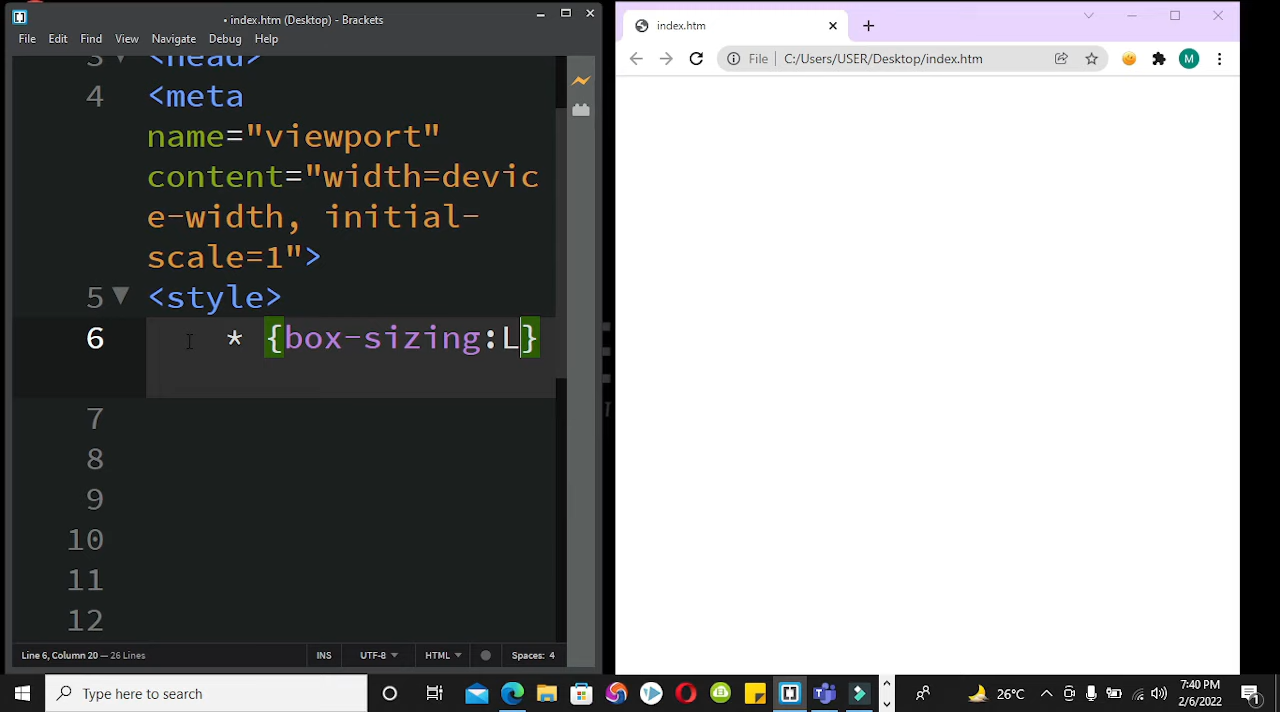 • index.htm (Desktop) - Brackets
File Edit Find View Navigate Debug Help
3 <head>
4 <meta
name="viewport"
content="width=devic
e-width, initial-
scale=1">
5 <style>
6 * {box-sizing:L}
7
8
9
10
11
12
Line 6, Column 20 — 26 Lines
INS UTF-8 HTML Spaces: 4
index.htm
File C:/Users/USER/Desktop/index.htm
M
Type here to search
26°C
7:40 PM
2/6/2022
1